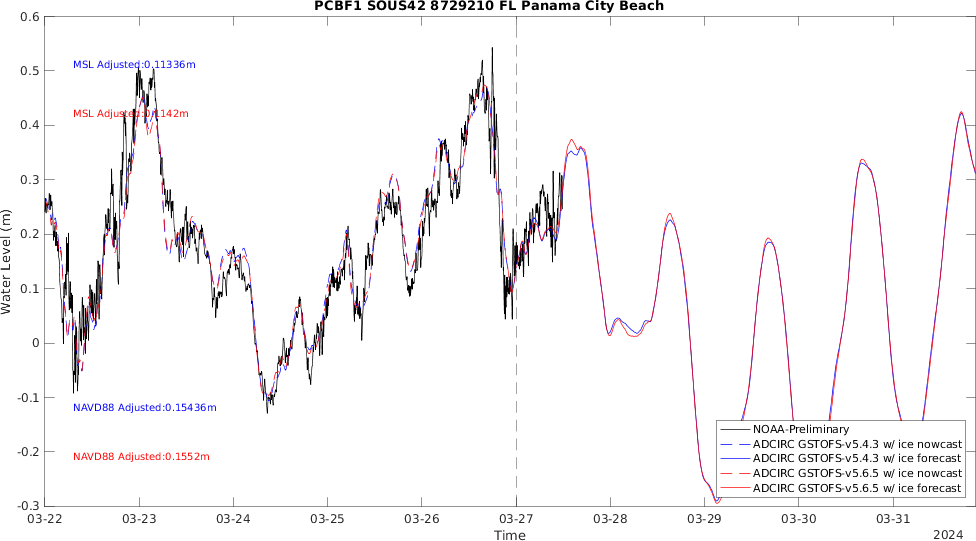 PCBF1 SOUS42 8729210 FL Panama City Beach
0.6
0.5
0.4
0.3
0.2
0.1
0
-0.1
-0.2
-0.3
Water Level (m)
MSL Adjusted:0.11336m
MSL Adjusted:0.1142m
NAVD88 Adjusted:0.15436m
NAVD88 Adjusted:0.1552m
NOAA-Preliminary
ADCIRC GSTOFS-v5.4.3 w/ ice nowcast
ADCIRC GSTOFS-v5.4.3 w/ ice forecast
ADCIRC GSTOFS-v5.6.5 w/ ice nowcast
ADCIRC GSTOFS-v5.6.5 w/ ice forecast
03-22 03-23 03-24 03-25 03-26 03-27 03-28 03-29 03-30 03-31
Time
2024